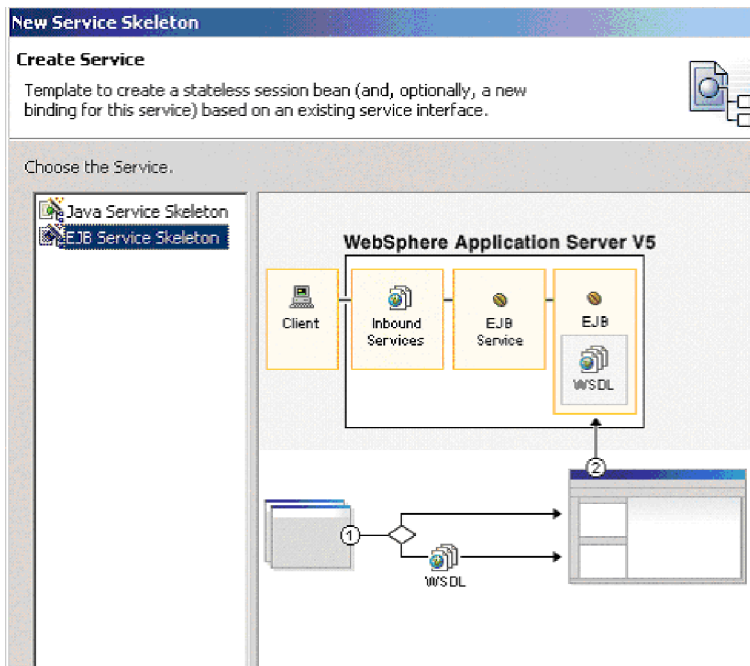 New Service Skeleton
Create Service
Template to create a stateless session bean (and, optionally, a new
binding for this service) based on an existing service interface.
Choose the Service.
Java Service Skeleton
EJB Service Skeleton
WebSphere Application Server V5
Client
Inbound
Services
EJB
Service
EJB
WSDL
2
1
WSDL